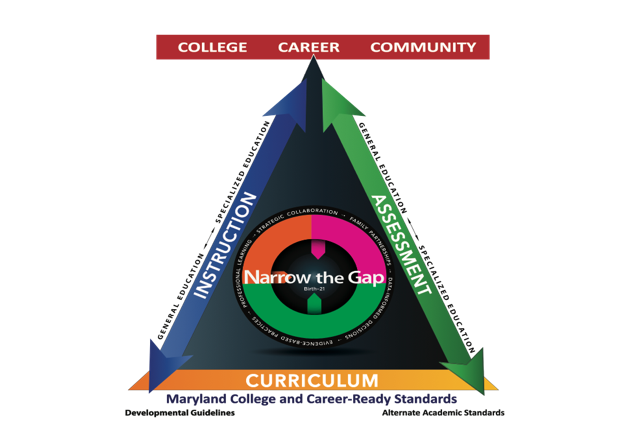 COLLEGE CAREER COMMUNITY
GENERAL EDUCATION SPECIALIZED EDUCATION
INSTRUCTION
GENERAL EDUCATION SPECIALIZED EDUCATION
ASSESSMENT
STRATEGIC COLLABORATION → FAMILY PARTNERSHIPS → DATA-INFORMED DECISIONS → EVIDENCE-BASED PRACTICES → PROFESSIONAL LEARNING →
Narrow the Gap
Birth–21
CURRICULUM
Maryland College and Career-Ready Standards
Developmental Guidelines Alternate Academic Standards